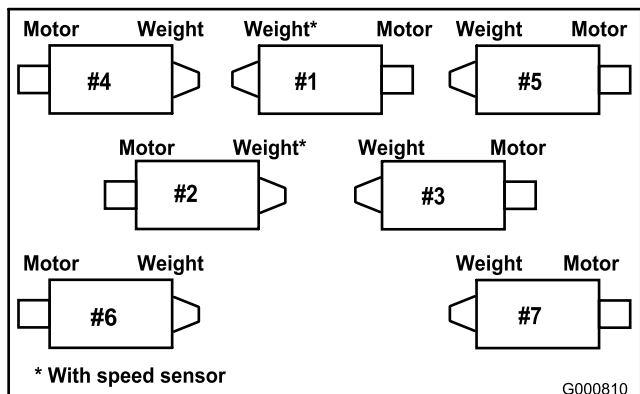 Motor Weight Weight* Motor Weight Motor
#4 #1 #5
Motor Weight* Weight Motor
#2 #3
Motor Weight Weight Motor
#6 #7
* With speed sensor
G000810